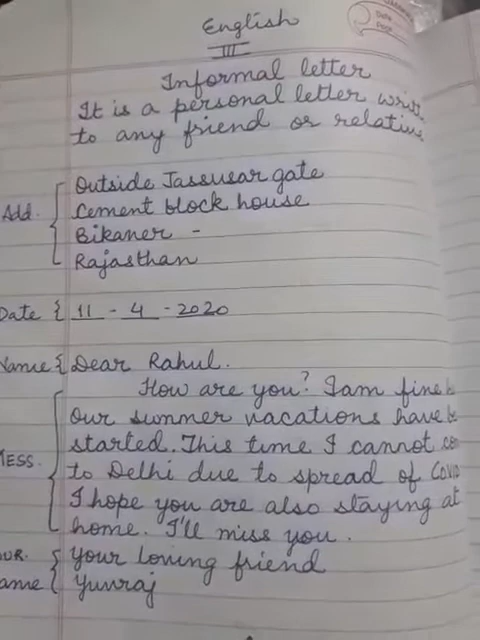 English
III
Informal letter
It is a personal letter
to any friend or relative
Add.
Outside Jassusar gate
Cement block house
Bikaner -
Rajasthan
Date { 11 - 4 - 2020
Name { Dear Rahul.
How are you? I am fine
our summer vacations have
started. This time I cannot
to Delhi due to spread of
MESS.
I hope you are also staying at
home. I'll miss you.
Your loving friend
Yuvraj